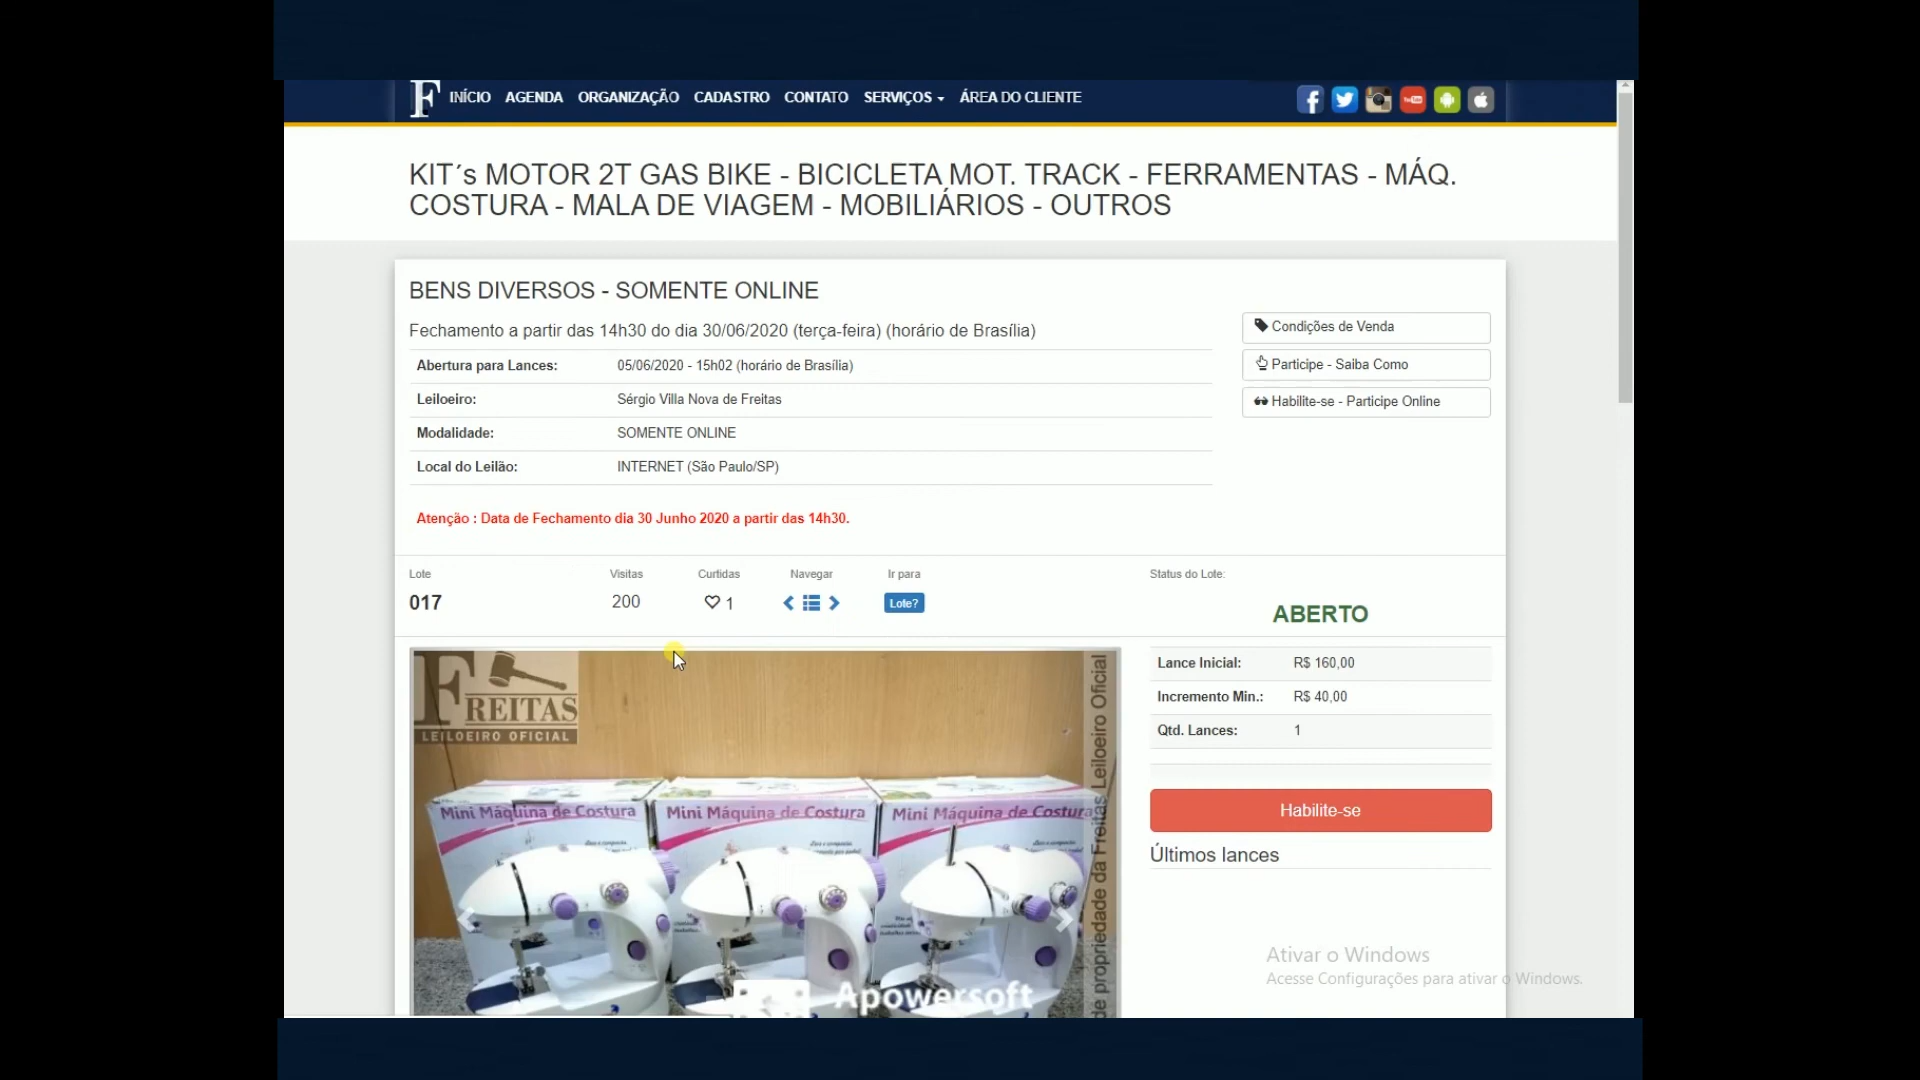 F INÍCIO AGENDA ORGANIZAÇÃO CADASTRO CONTATO SERVIÇOS ÁREA DO CLIENTE
KIT´s MOTOR 2T GAS BIKE - BICICLETA MOT. TRACK - FERRAMENTAS - MÁQ.
COSTURA - MALA DE VIAGEM - MOBILIÁRIOS - OUTROS
BENS DIVERSOS - SOMENTE ONLINE
Fechamento a partir das 14h30 do dia 30/06/2020 (terça-feira) (horário de Brasília)
Abertura para Lances: 05/06/2020 - 15h02 (horário de Brasília)
Leiloeiro: Sérgio Villa Nova de Freitas
Modalidade: SOMENTE ONLINE
Local do Leilão: INTERNET (São Paulo/SP)
Condições de Venda
Participe - Saiba Como
Habilite-se - Participe Online
Atenção : Data de Fechamento dia 30 Junho 2020 a partir das 14h30.
Lote Visitas Curtidas Navegar Ir para
017 200 1 Lote?
Status do Lote:
ABERTO
FREITAS
LEILOEIRO OFICIAL
de propriedade da Freitas Leiloeiro Oficial
Mini Máquina de Costura Mini Máquina de Costura Mini Máquina de Costura
Apowersoft
Lance Inicial: R$ 160,00
Incremento Min.: R$ 40,00
Qtd. Lances: 1
Habilite-se
Últimos lances
Ativar o Windows
Acesse Configurações para ativar o Windows.